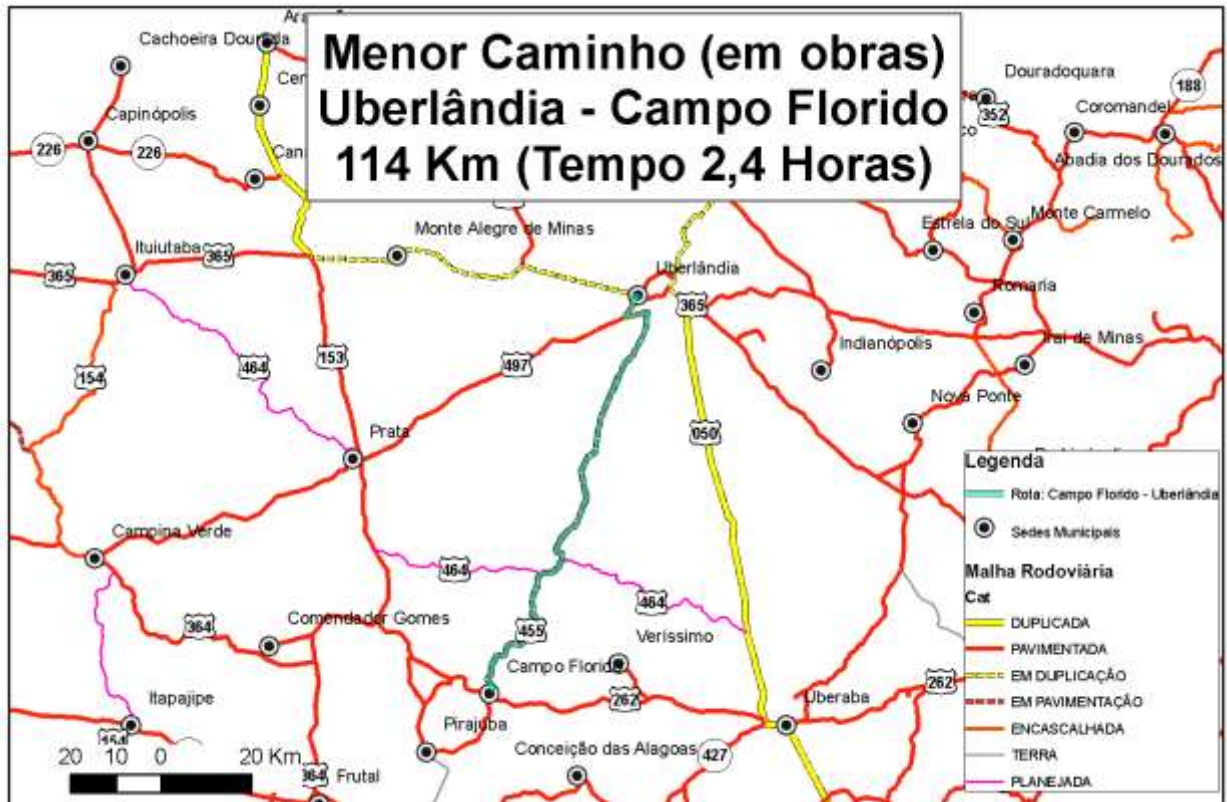 Menor Caminho (em obras)
Uberlândia - Campo Florido
114 Km (Tempo 2,4 Horas)
Cachoeira Dourada
Douradoquara
188
352
Coromandel
Capinópolis
226
226
Abadia dos Dourados
Monte Carmelo
Estrela do Sul
Monte Alegre de Minas
Ituiutaba
365
365
Uberlândia
365
Romaria
Indianópolis
Iraí de Minas
153
497
154
464
Nova Ponte
050
Prata
Campina Verde
464
464
364
Comendador Gomes
455
Veríssimo
Campo Florido
262
262
Itapajipe
Uberaba
Pirajuba
Conceição das Alagoas
427
154
364
Frutal
20 10 0 20 Km
Legenda
Rota: Campo Florido - Uberlândia
Sedes Municipais
Malha Rodoviária
Cat
DUPLICADA
PAVIMENTADA
EM DUPLICAÇÃO
EM PAVIMENTAÇÃO
ENCASCALHADA
TERRA
PLANEJADA